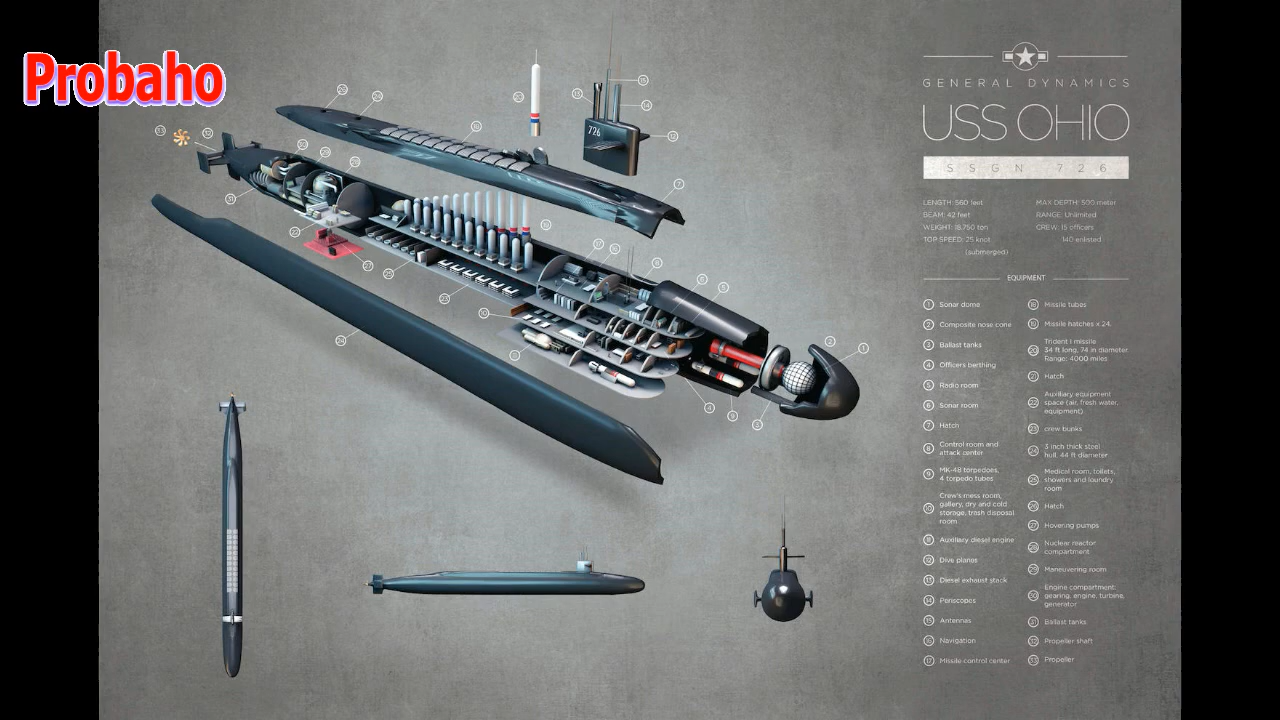 Probaho
GENERAL DYNAMICS
USS OHIO
SSGN 726
LENGTH: 560 feet
BEAM: 42 feet
WEIGHT: 18,750 ton
TOP SPEED: 25 knot
(submerged)
MAX DEPTH: 500 meter
RANGE: Unlimited
CREW: 15 officers
140 enlisted
EQUIPMENT
1 Sonar dome
2 Composite nose cone
3 Ballast tanks
4 Officers berthing
5 Radio room
6 Sonar room
7 Hatch
8 Control room and
attack center
9 MK-48 torpedoes,
4 torpedo tubes
10 Crew's mess room,
galley, dry and cold
storage, trash disposal
room
Auxiliary diesel engine
12 Dive planes
13 Diesel exhaust stack
14 Periscopes
15 Antennas
16 Navigation
17 Missile control center
18 Missile tubes
19 Missile hatches x 24
20 Trident I missile
34 ft long, 74 in diameter
Range: 4000 miles
21 Hatch
22 Auxiliary equipment
space (air, fresh water,
equipment)
23 crew bunks
24 3 inch thick steel
hull, 44 ft diameter
25 Medical room, toilets,
showers and loundry
room
26 Hatch
27 Hovering pumps
28 Nuclear reactor
compartment
29 Maneuvering room
30 Engine compartment:
gearing, engine, turbine,
generator
Ballast tanks
32 Propeller shaft
33 Propeller
726